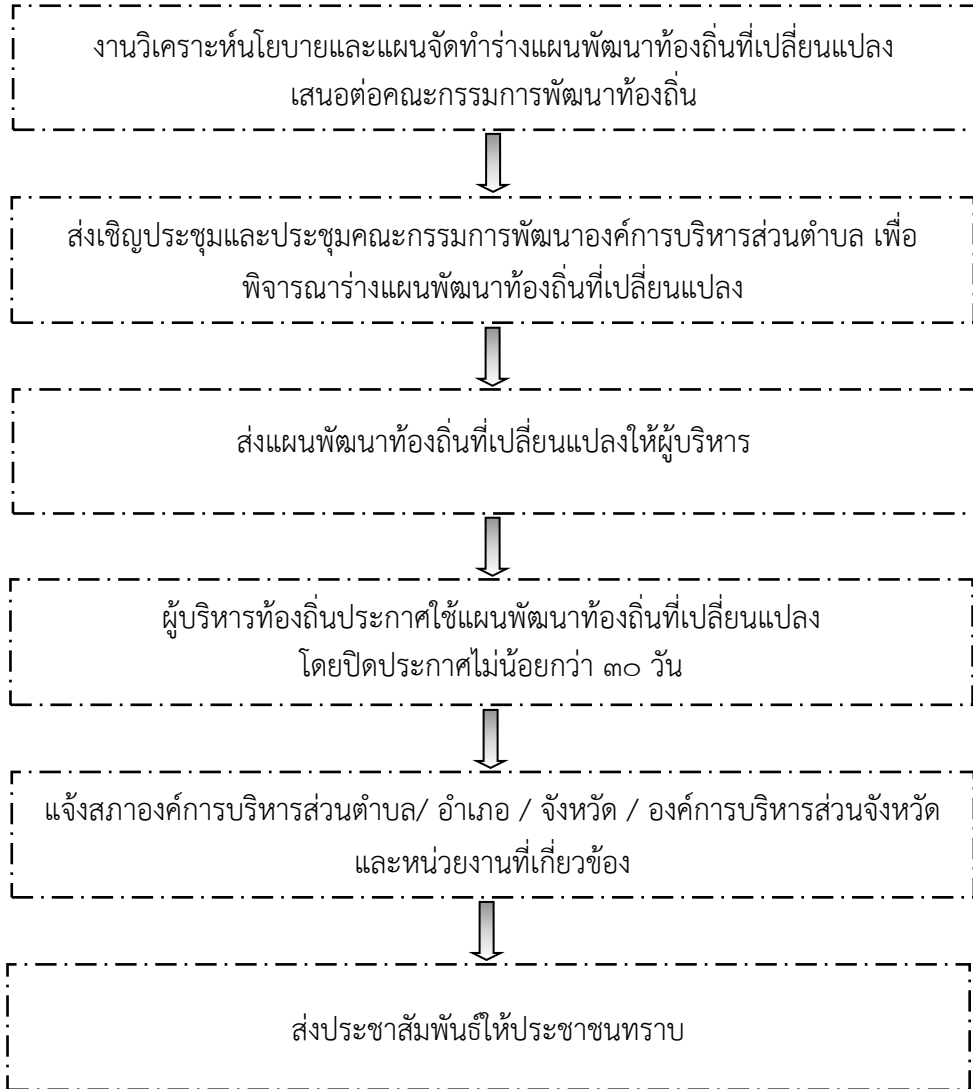 งานวิเคราะห์นโยบายและแผนจัดทำร่างแผนพัฒนาท้องถิ่นที่เปลี่ยนแปลง
เสนอต่อคณะกรรมการพัฒนาท้องถิ่น
ส่งเชิญประชุมและประชุมคณะกรรมการพัฒนาองค์การบริหารส่วนตำบล เพื่อ
พิจารณาร่างแผนพัฒนาท้องถิ่นที่เปลี่ยนแปลง
ส่งแผนพัฒนาท้องถิ่นที่เปลี่ยนแปลงให้ผู้บริหาร
ผู้บริหารท้องถิ่นประกาศใช้แผนพัฒนาท้องถิ่นที่เปลี่ยนแปลง
โดยปิดประกาศไม่น้อยกว่า ๓๐ วัน
แจ้งสภาองค์การบริหารส่วนตำบล/ อำเภอ / จังหวัด / องค์การบริหารส่วนจังหวัด
และหน่วยงานที่เกี่ยวข้อง
ส่งประชาสัมพันธ์ให้ประชาชนทราบ